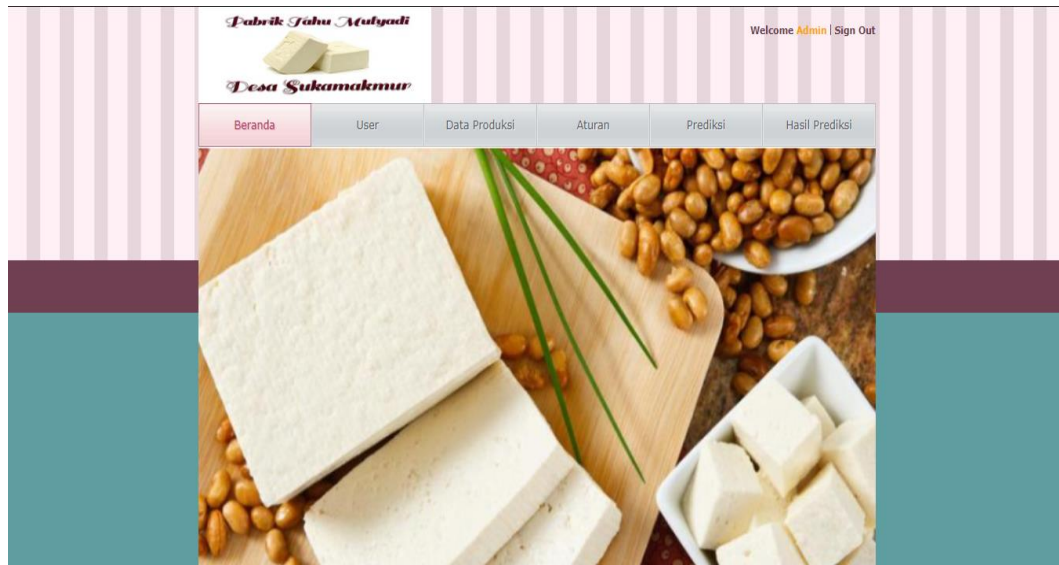 Pabrik Tahu Mulyadi
Desa Sukamakmur
Welcome Admin | Sign Out
Beranda User Data Produksi Aturan Prediksi Hasil Prediksi